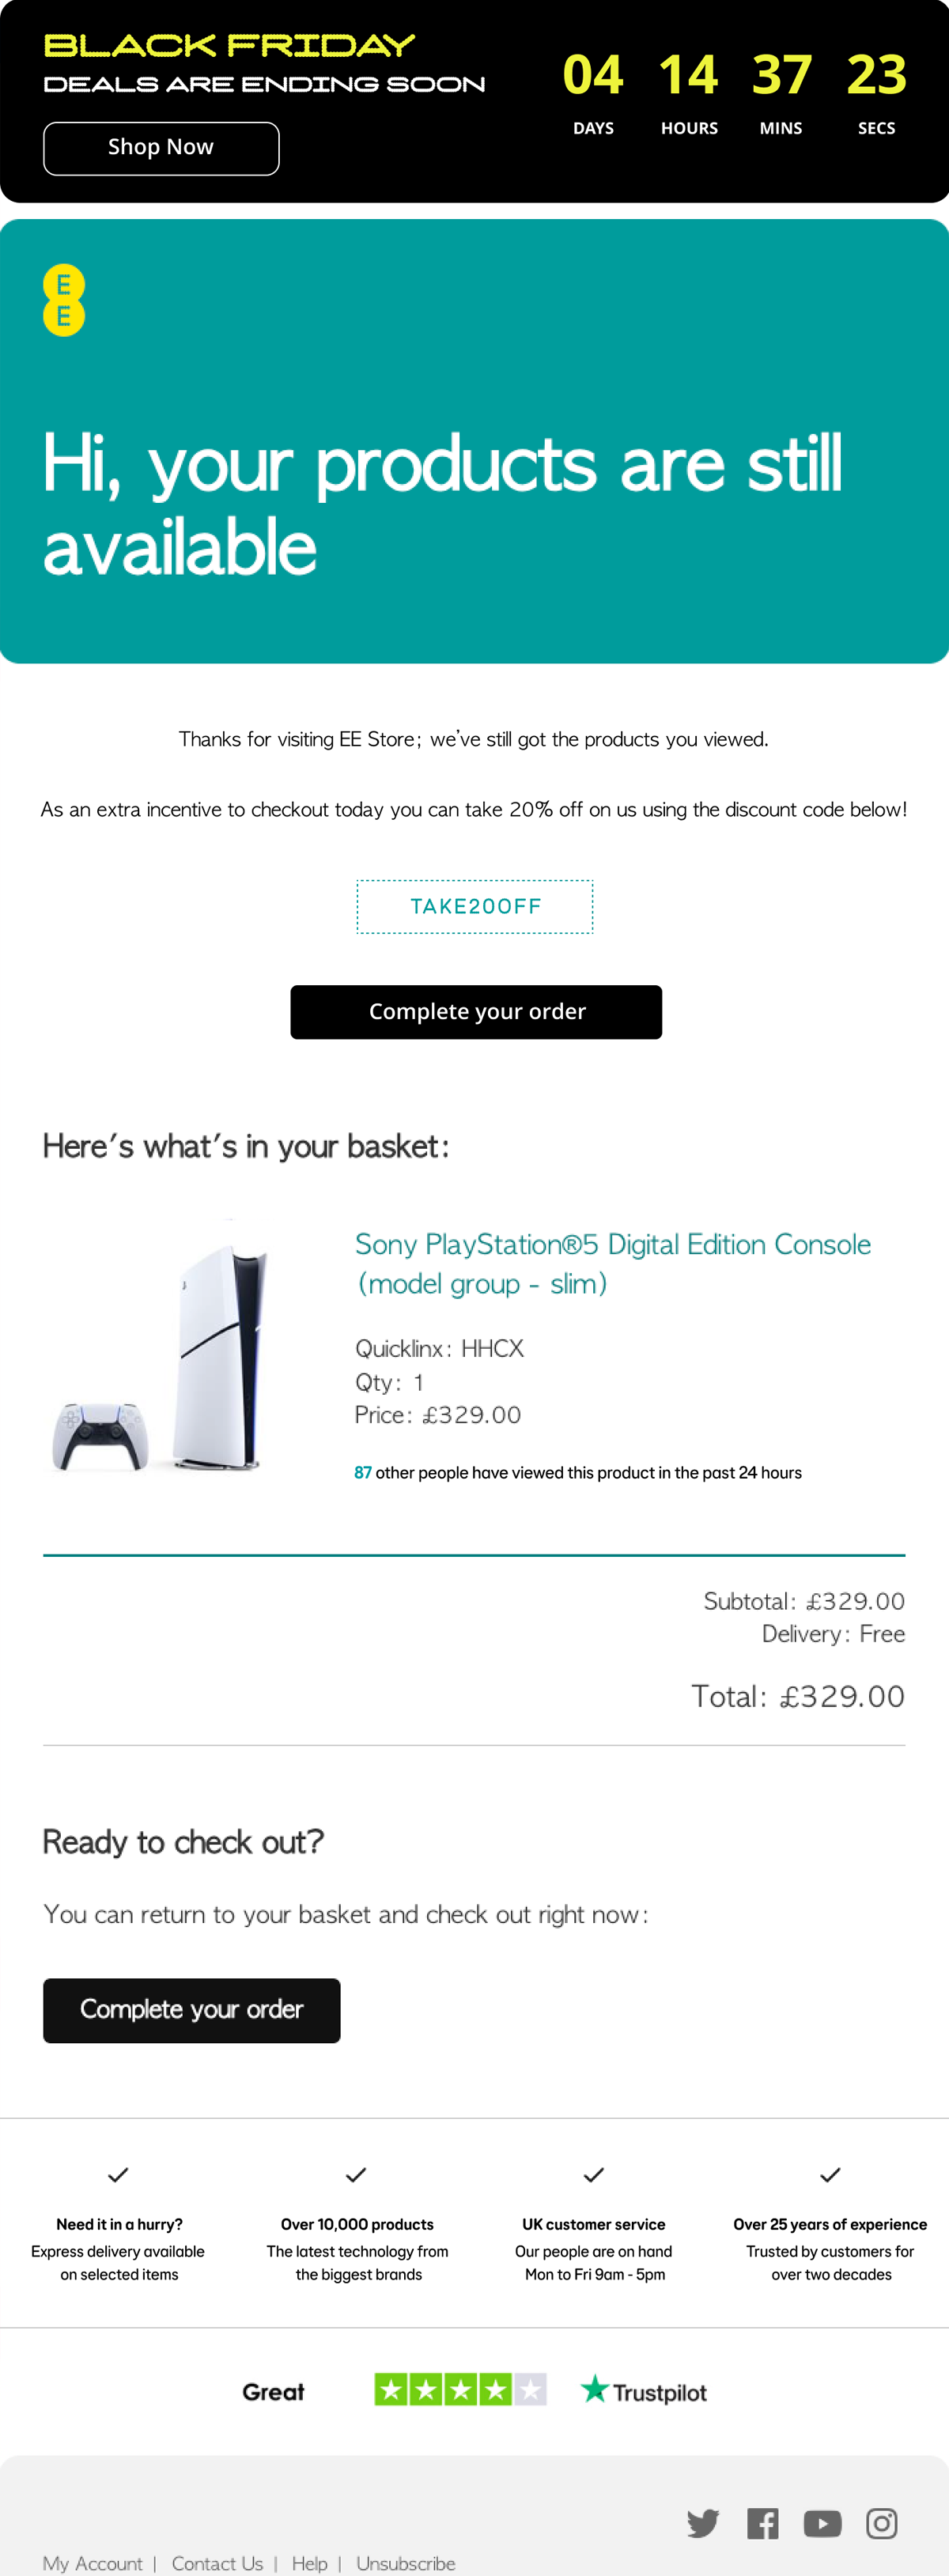 BLACK FRIDAY
DEALS ARE ENDING SOON
Shop Now
04 14 37 23
DAYS HOURS MINS SECS
E
E
Hi, your products are still
available
Thanks for visiting EE Store; we've still got the products you viewed.
As an extra incentive to checkout today you can take 20% off on us using the discount code below!
TAKE20OFF
Complete your order
Here's what's in your basket:
Sony PlayStation®5 Digital Edition Console
(model group - slim)
Quicklinx: HHCX
Qty: 1
Price: £329.00
87 other people have viewed this product in the past 24 hours
Subtotal: £329.00
Delivery: Free
Total: £329.00
Ready to check out?
You can return to your basket and check out right now:
Complete your order
Need it in a hurry?
Express delivery available
on selected items
Over 10,000 products
The latest technology from
the biggest brands
UK customer service
Our people are on hand
Mon to Fri 9am - 5pm
Over 25 years of experience
Trusted by customers for
over two decades
Great
Trustpilot
My Account | Contact Us | Help | Unsubscribe